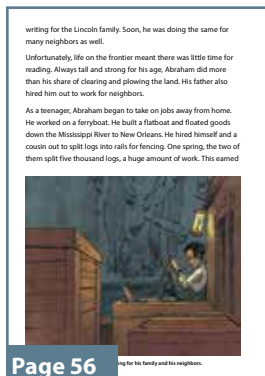 writing for the Lincoln family. Soon, he was doing the same for
many neighbors as well.
Unfortunately, life on the frontier meant there was little time for
reading. Always tall and strong for his age, Abraham did more
than his share of clearing and plowing the land. His father also
hired him out to work for neighbors.
As a teenager, Abraham began to take on jobs away from home.
He worked on a ferryboat. He built a flatboat and floated goods
down the Mississippi River to New Orleans. He hired himself and a
cousin out to split logs into rails for fencing. One spring, the two of
them split five thousand logs, a huge amount of work. This earned
for his family and his neighbors.
Page 56